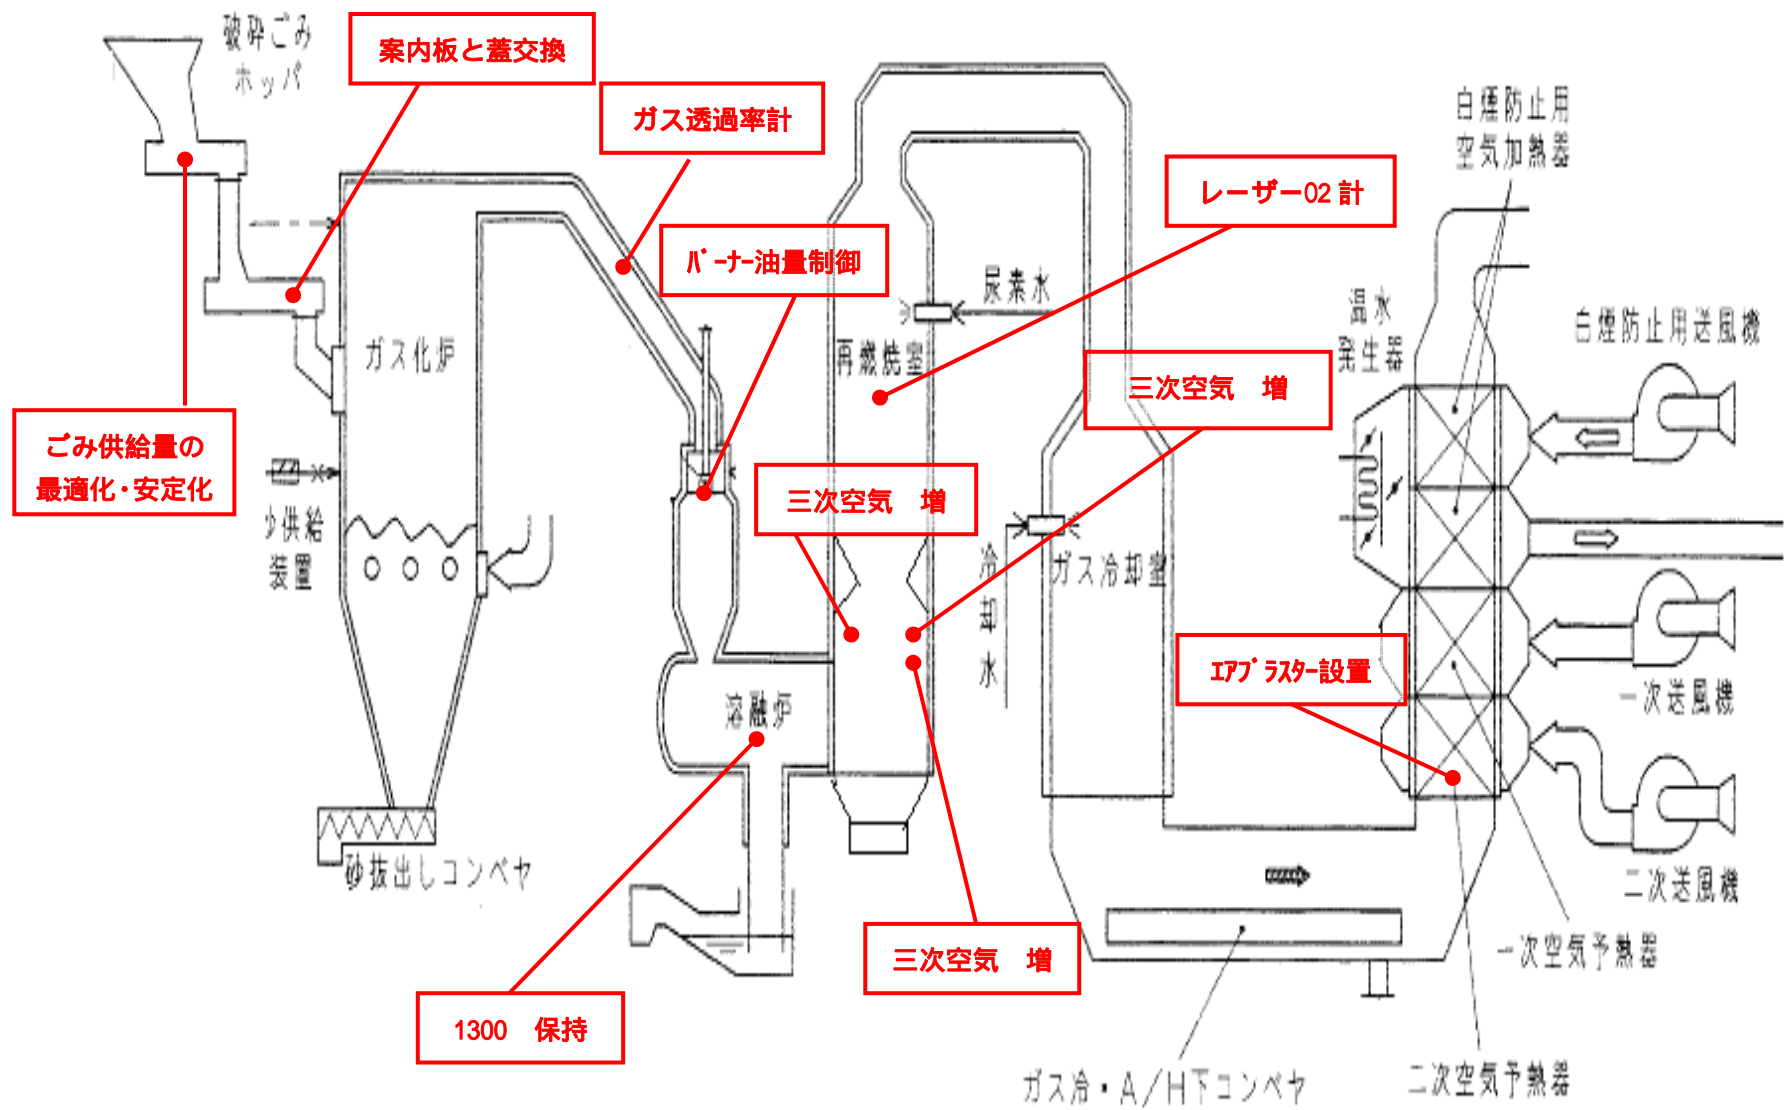 破砕ごみ
ホッパ
案内板と蓋交換
ガス透過率計
白煙防止用
空気加熱器
レーザーO2 計
バーナー油量制御
尿素水
温水
発生器
白煙防止用送風機
ガス化炉
再燃焼室
三次空気　増
ごみ供給量の
最適化・安定化
三次空気　増
砂供給
装置
冷却水
ガス冷却室
エアブラスター設置
一次送風機
溶融炉
砂抜出しコンベヤ
二次送風機
三次空気　増
一次空気予熱器
1300　保持
ガス冷・A/H下コンベヤ
二次空気予熱器